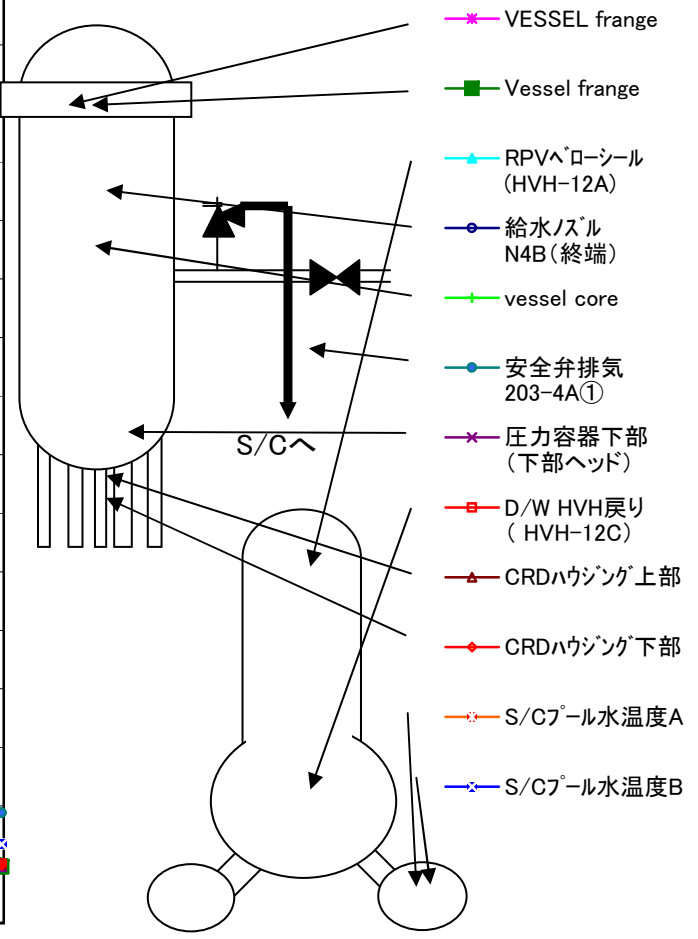 VESSEL frange
Vessel frange
RPVベローシール
(HVH-12A)
給水ノズル
N4B(終端)
vessel core
安全弁排気
203-4A①
圧力容器下部
(下部ヘッド)
D/W HVH戻り
( HVH-12C)
CRDハウジング上部
CRDハウジング下部
S/Cプール水温度A
S/Cプール水温度B
S/Cへ